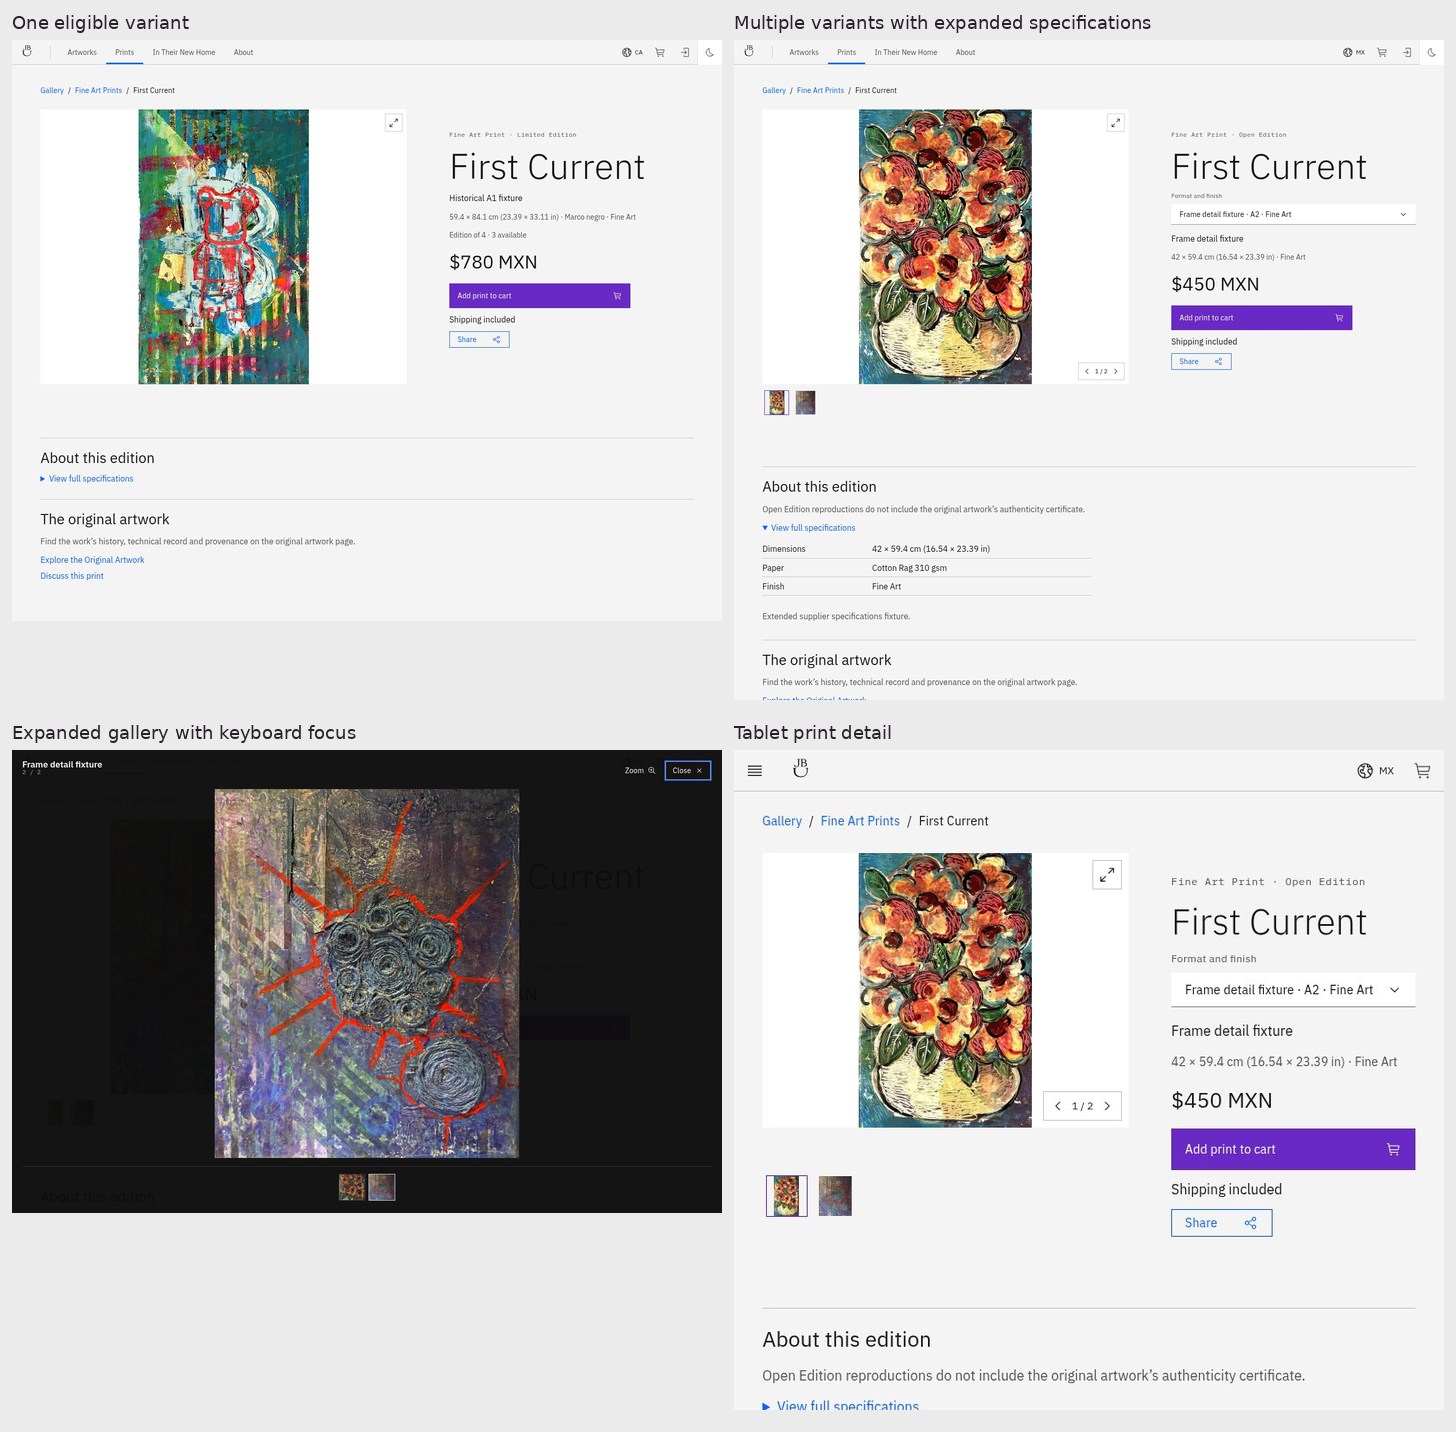 One eligible variant
JB
Artworks Prints In Their New Home About
CA
Gallery / Fine Art Prints / First Current
Fine Art Print · Limited Edition
First Current
Historical A1 fixture
59.4 × 84.1 cm (23.39 × 33.11 in) · Marco negro · Fine Art
Edition of 4 · 3 available
$780 MXN
Add print to cart
Shipping included
Share
About this edition
View full specifications
The original artwork
Find the work’s history, technical record and provenance on the original artwork page.
Explore the Original Artwork
Discuss this print
Multiple variants with expanded specifications
JB
Artworks Prints In Their New Home About
MX
Gallery / Fine Art Prints / First Current
Fine Art Print · Open Edition
First Current
Format and finish
Frame detail fixture · A2 · Fine Art
Frame detail fixture
42 × 59.4 cm (16.54 × 23.39 in) · Fine Art
$450 MXN
Add print to cart
Shipping included
Share
1 / 2
About this edition
Open Edition reproductions do not include the original artwork’s authenticity certificate.
View full specifications
Dimensions 42 × 59.4 cm (16.54 × 23.39 in)
Paper Cotton Rag 310 gsm
Finish Fine Art
Extended supplier specifications fixture.
The original artwork
Find the work’s history, technical record and provenance on the original artwork page.
Explore the Original Artwork
Expanded gallery with keyboard focus
Frame detail fixture
2 / 2
Zoom
Close
Current
About this edition
Tablet print detail
JB
MX
Gallery / Fine Art Prints / First Current
Fine Art Print · Open Edition
First Current
Format and finish
Frame detail fixture · A2 · Fine Art
Frame detail fixture
42 × 59.4 cm (16.54 × 23.39 in) · Fine Art
$450 MXN
Add print to cart
Shipping included
Share
1 / 2
About this edition
Open Edition reproductions do not include the original artwork’s authenticity certificate.
View full specifications